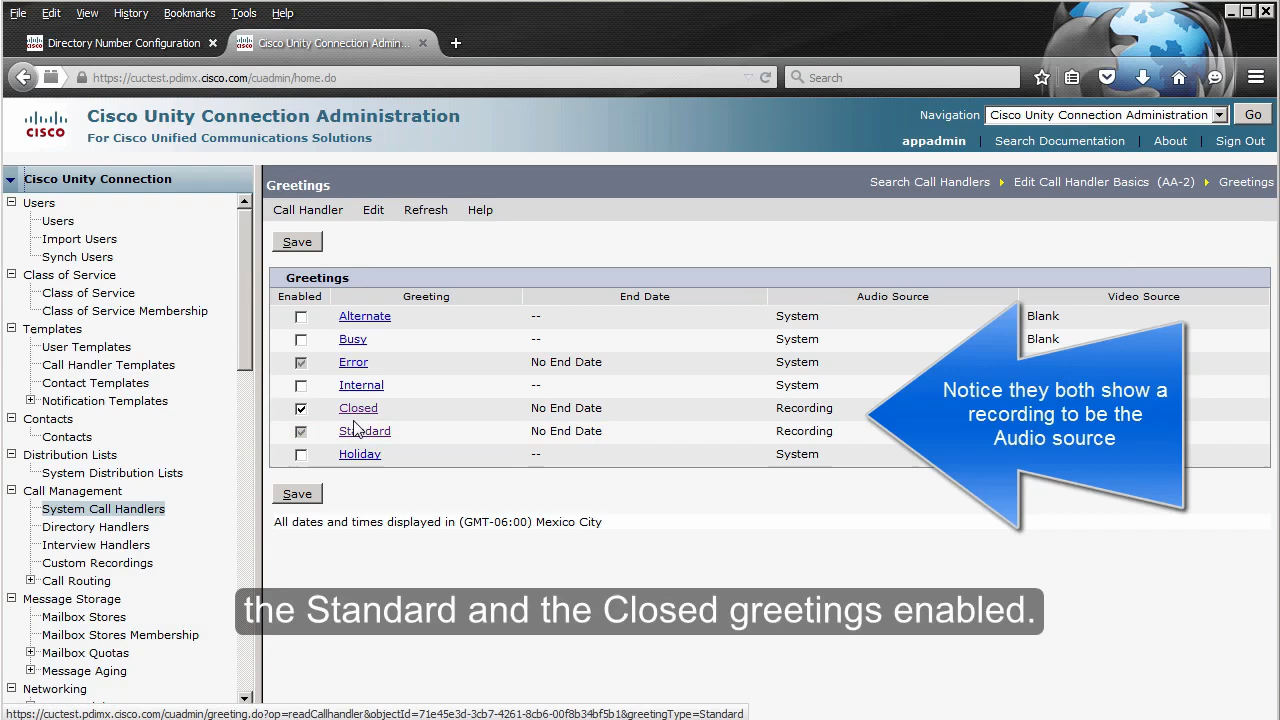 File Edit View History Bookmarks Tools Help
Directory Number Configuration × Cisco Unity Connection Admin... × +
https://cuctest.pdimx.cisco.com/cuadmin/home.do Search
CISCO
Cisco Unity Connection Administration
For Cisco Unified Communications Solutions
Navigation Cisco Unity Connection Administration Go
appadmin | Search Documentation | About | Sign Out
Cisco Unity Connection
Users
Users
Import Users
Synch Users
Class of Service
Class of Service
Class of Service Membership
Templates
User Templates
Call Handler Templates
Contact Templates
Notification Templates
Contacts
Contacts
Distribution Lists
System Distribution Lists
Call Management
System Call Handlers
Directory Handlers
Interview Handlers
Custom Recordings
Call Routing
Message Storage
Mailbox Stores
Mailbox Stores Membership
Mailbox Quotas
Message Aging
Networking
Greetings
Search Call Handlers Edit Call Handler Basics (AA-2) Greetings
Call Handler Edit Refresh Help
Save
Greetings
Enabled Greeting End Date Audio Source Video Source
Alternate -- System Blank
Busy -- System Blank
Error No End Date System
Internal -- System
Closed No End Date Recording
Standard No End Date Recording
Holiday -- System
Notice they both show a
recording to be the
Audio source
Save
All dates and times displayed in (GMT-06:00) Mexico City
the Standard and the Closed greetings enabled.
https://cuctest.pdimx.cisco.com/cuadmin/greeting.do?op=readCallhandler&objectId=71e45e3d-3cb7-4261-8cb6-00f8b34bf5b1&greetingType=Standard